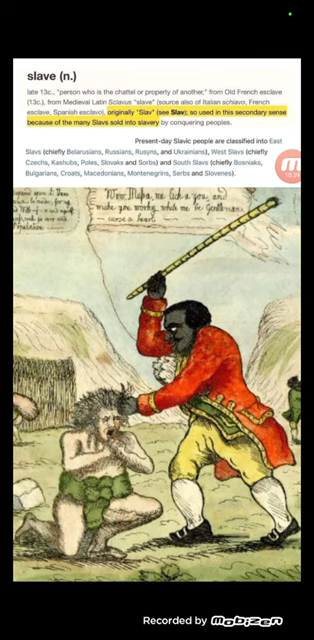 slave (n.)
late 13c., "person who is the chattel or property of another," from Old French esclave
(13c.), from Medieval Latin Sclavus "slave" (source also of Italian schiavo, French
esclave, Spanish esclavo), originally "Slav" (see Slav); so used in this secondary sense
because of the many Slavs sold into slavery by conquering peoples.
Present-day Slavic people are classified into East
Slavs (chiefly Belarusians, Russians, Rusyns, and Ukrainians), West Slavs (chiefly
Czechs, Kashubs, Poles, Slovaks and Sorbs) and South Slavs (chiefly Bosniaks,
Bulgarians, Croats, Macedonians, Montenegrins, Serbs and Slovenes).
me lick a you, and
make you worky, while me be Gentleman
Recorded by Mobizen